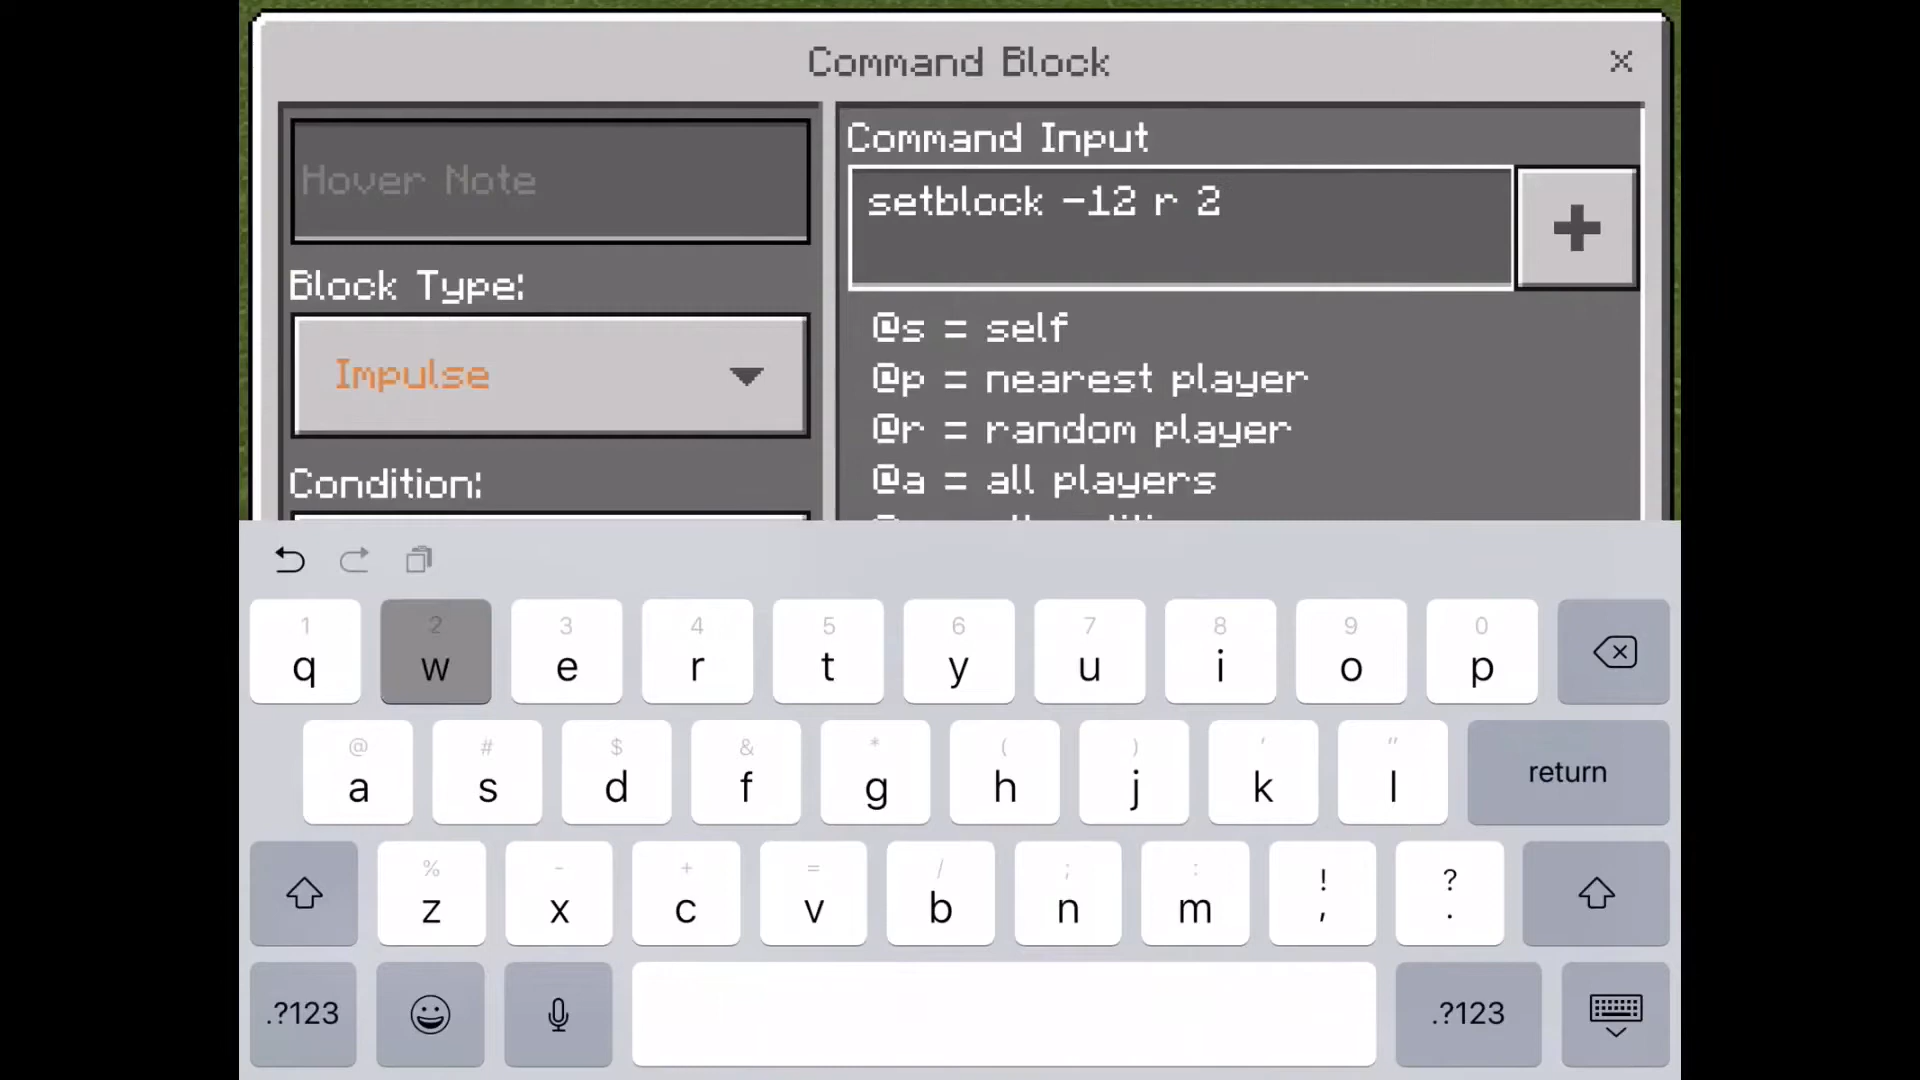 Command Block
Hover Note
Block Type:
Impulse
Condition:
Command Input
setblock -12 r 2
@s = self
@p = nearest player
@r = random player
@a = all players
1 2 3 4 5 6 7 8 9 0
q w e r t y u i o p
@ # $ & * ( ) ' "
a s d f g h j k l return
% - + = / ; : ! ?
z x c v b n m , .
.?123 .?123